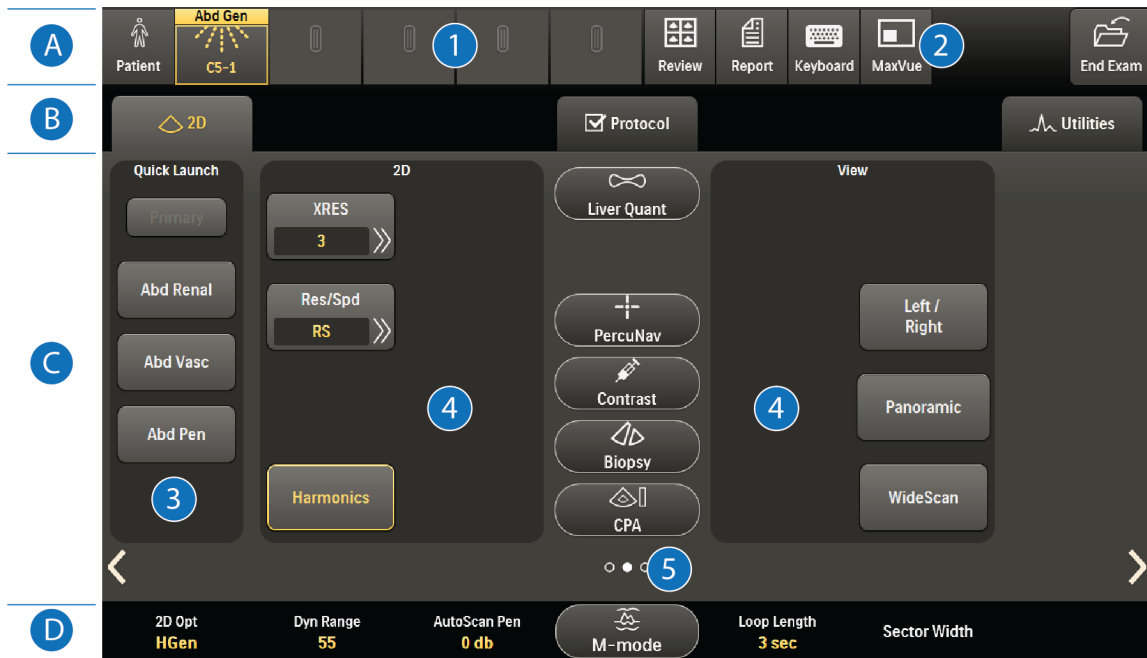 A
Abd Gen
Patient
C5-1
1
Review
Report
Keyboard
MaxVue
2
End Exam
B
2D
Protocol
Utilities
C
Quick Launch
Primary
Abd Renal
Abd Vasc
Abd Pen
3
2D
XRES
3
Res/Spd
RS
4
Harmonics
Liver Quant
PercuNav
Contrast
Biopsy
CPA
View
Left /
Right
4
Panoramic
WideScan
5
D
2D Opt
HGen
Dyn Range
55
AutoScan Pen
0 db
M-mode
Loop Length
3 sec
Sector Width